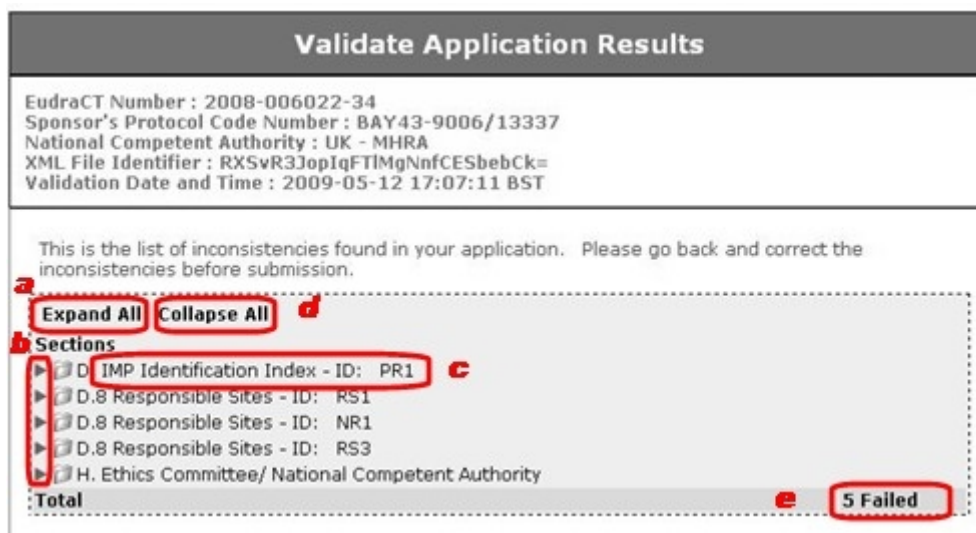 Validate Application Results
EudraCT Number : 2008-006022-34
Sponsor's Protocol Code Number : BAY43-9006/13337
National Competent Authority : UK - MHRA
XML File Identifier : RXSvR3JopIqFTlMgNnfCESbebCk=
Validation Date and Time : 2009-05-12 17:07:11 BST
This is the list of inconsistencies found in your application. Please go back and correct the
inconsistencies before submission.
a
Expand All Collapse All d
b Sections
D IMP Identification Index - ID: PR1 c
D.8 Responsible Sites - ID: RS1
D.8 Responsible Sites - ID: NR1
D.8 Responsible Sites - ID: RS3
H. Ethics Committee/ National Competent Authority
Total e 5 Failed